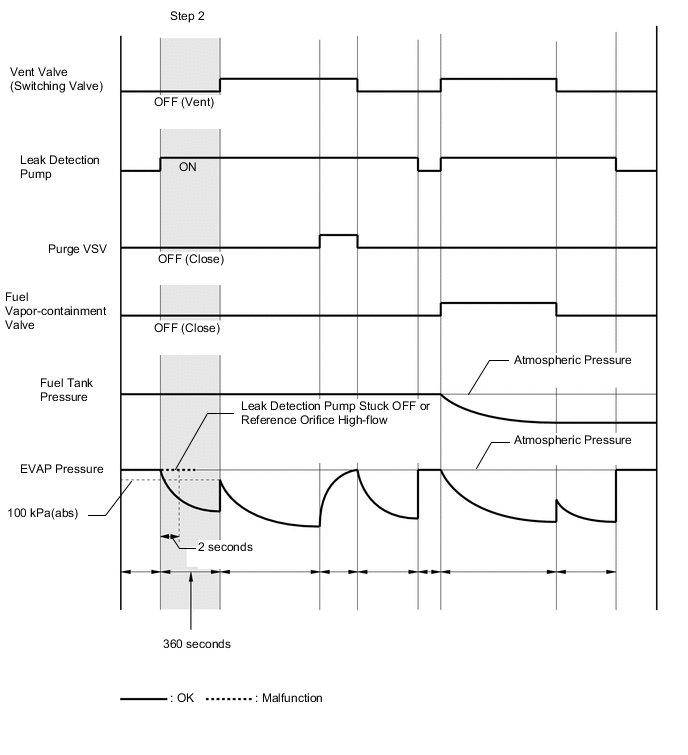 Step 2
Vent Valve
(Switching Valve)
OFF (Vent)
Leak Detection
Pump
ON
Purge VSV
OFF (Close)
Fuel
Vapor-containment
Valve
OFF (Close)
Atmospheric Pressure
Fuel Tank
Pressure
Leak Detection Pump Stuck OFF or
Reference Orifice High-flow
Atmospheric Pressure
EVAP Pressure
100 kPa(abs)
2 seconds
360 seconds
: OK
: Malfunction